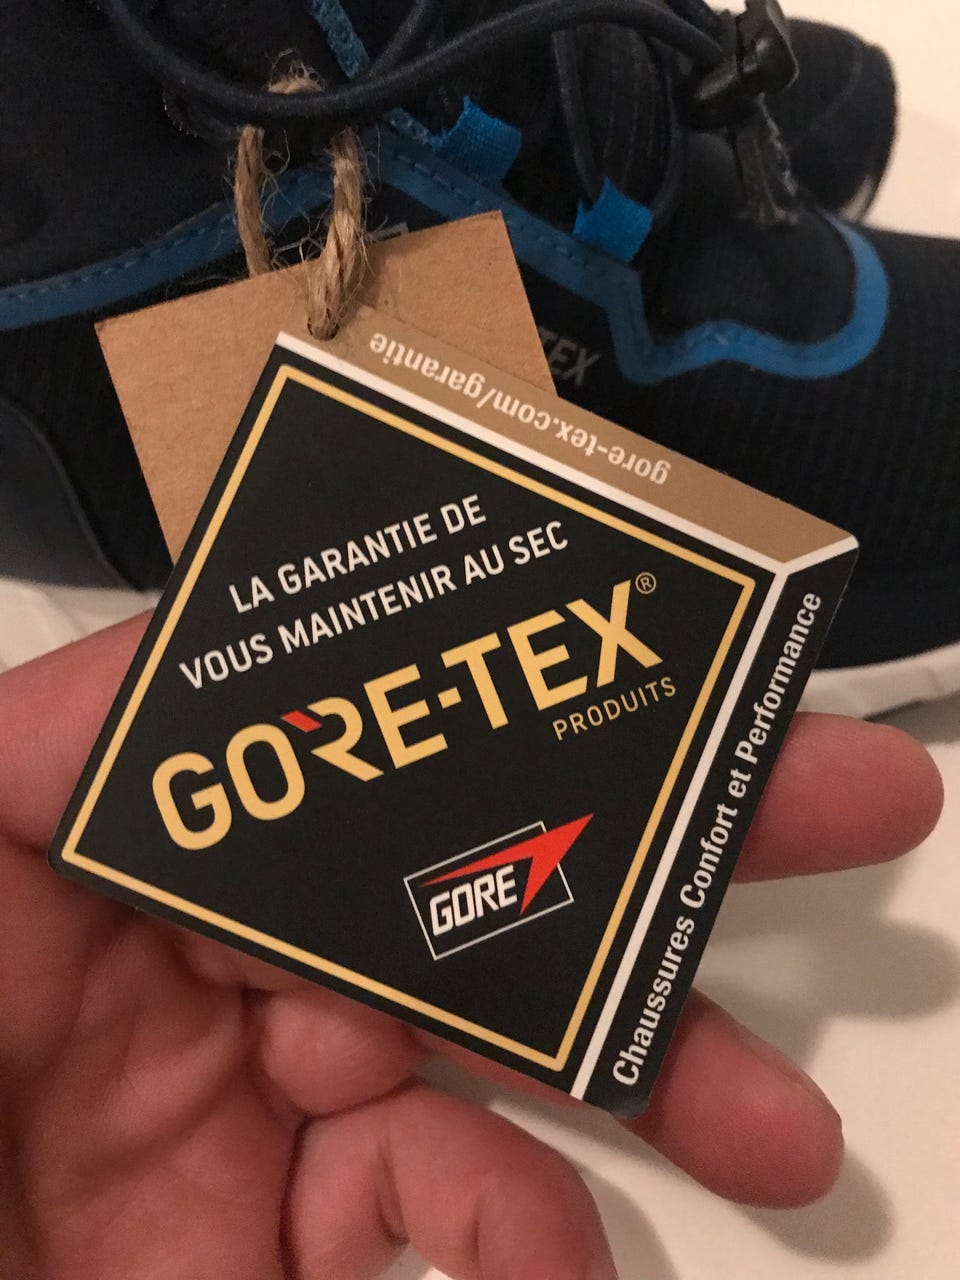 gore-tex.com/garantie
LA GARANTIE DE
VOUS MAINTENIR AU SEC
GORE-TEX®
PRODUITS
GORE
Chaussures Confort et Performance
TEX